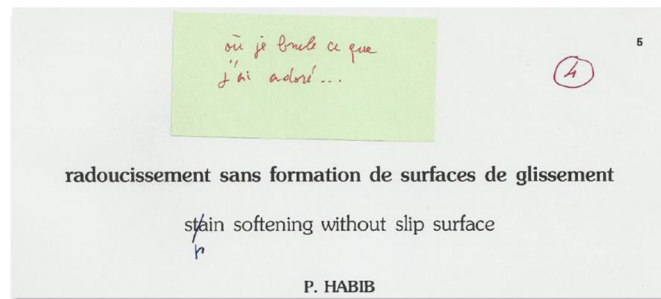 où je brûle ce que
j'ai adoré...
5
4
radoucissement sans formation de surfaces de glissement
stain softening without slip surface
r
P. HABIB